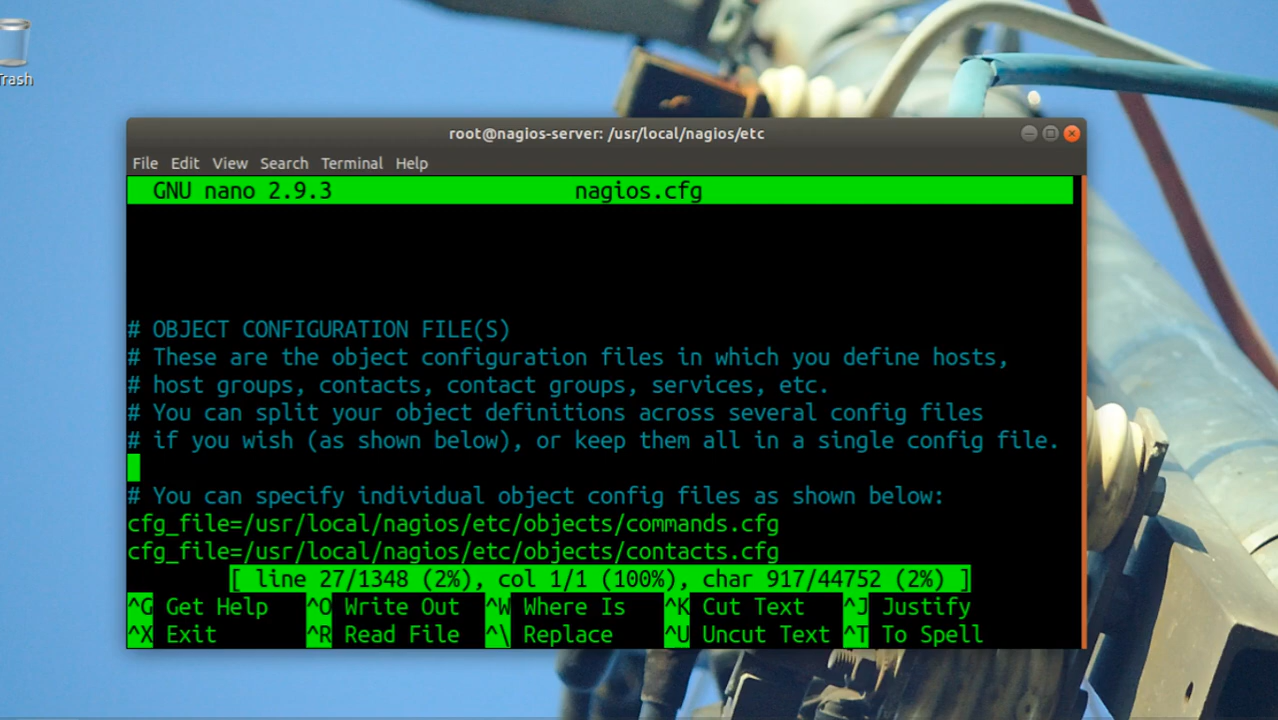 Trash
root@nagios-server: /usr/local/nagios/etc
File Edit View Search Terminal Help
GNU nano 2.9.3 nagios.cfg
# OBJECT CONFIGURATION FILE(S)
# These are the object configuration files in which you define hosts,
# host groups, contacts, contact groups, services, etc.
# You can split your object definitions across several config files
# if you wish (as shown below), or keep them all in a single config file.
# You can specify individual object config files as shown below:
cfg_file=/usr/local/nagios/etc/objects/commands.cfg
cfg_file=/usr/local/nagios/etc/objects/contacts.cfg
[ line 27/1348 (2%), col 1/1 (100%), char 917/44752 (2%) ]
^G Get Help ^O Write Out ^W Where Is ^K Cut Text ^J Justify
^X Exit ^R Read File ^\ Replace ^U Uncut Text ^T To Spell